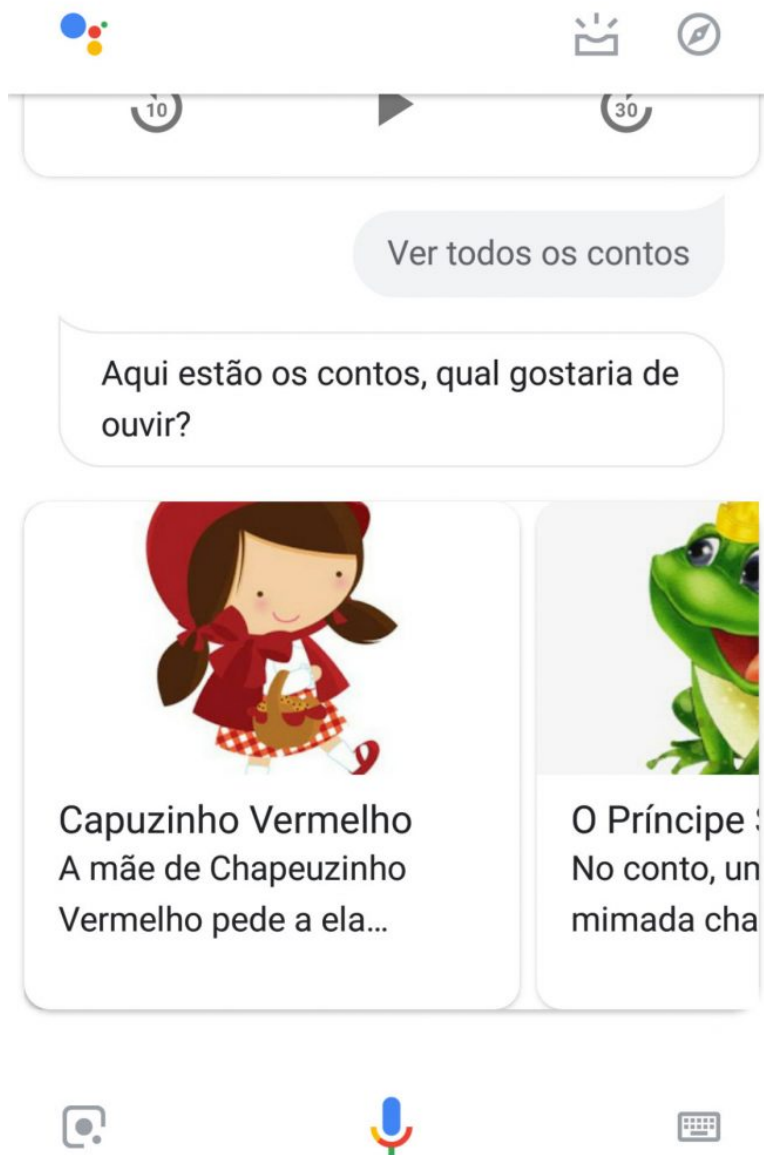 10
30
Ver todos os contos
Aqui estão os contos, qual gostaria de
ouvir?
Capuzinho Vermelho
A mãe de Chapeuzinho
Vermelho pede a ela...
O Príncipe
No conto,
mimada